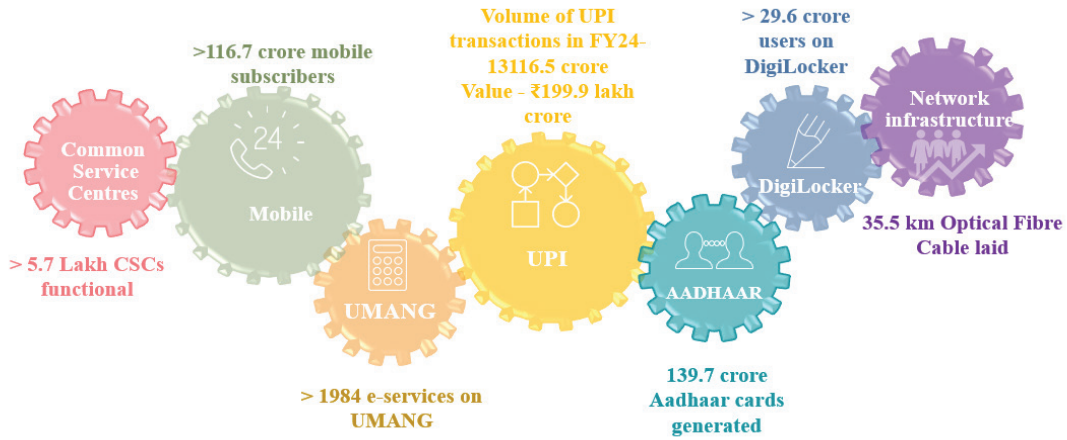 Common
Service
Centres
> 5.7 Lakh CSCs
functional
>116.7 crore mobile
subscribers
24
Mobile
UMANG
> 1984 e-services on
UMANG
Volume of UPI
transactions in FY24-
13116.5 crore
Value - ₹199.9 lakh
crore
UPI
AADHAAR
139.7 crore
Aadhaar cards
generated
> 29.6 crore
users on
DigiLocker
DigiLocker
Network
infrastructure
35.5 km Optical Fibre
Cable laid